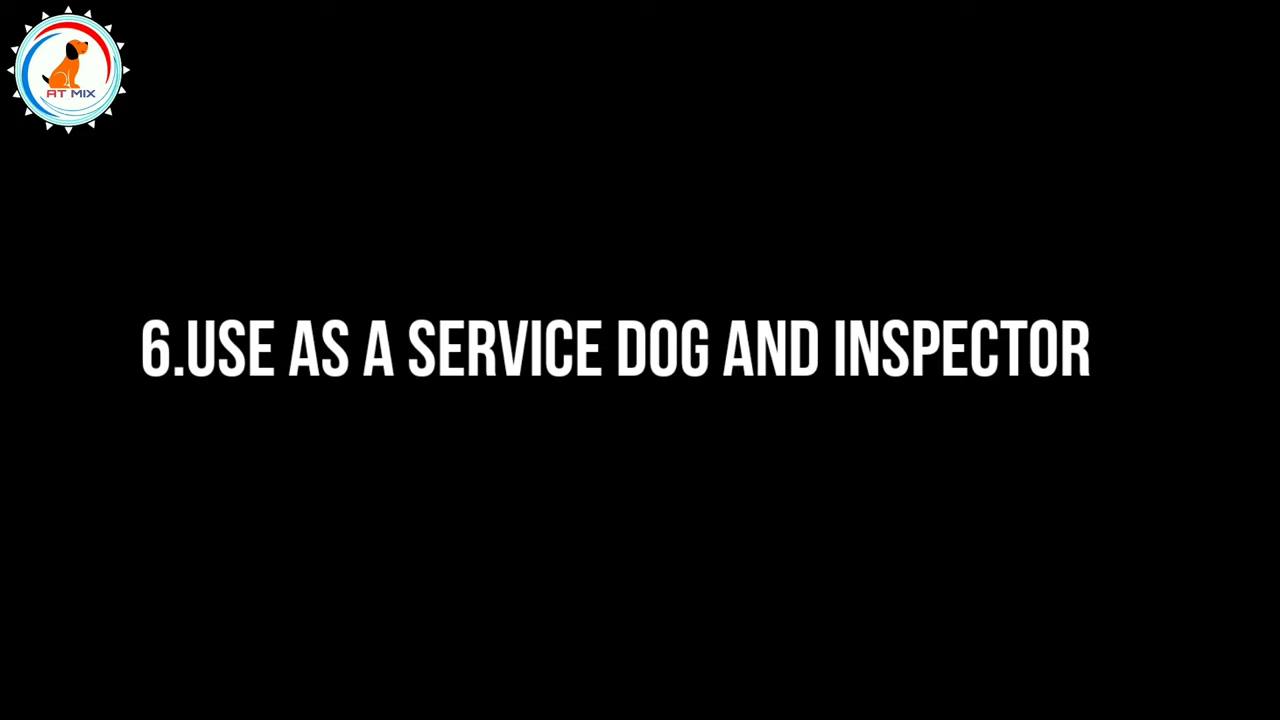 AT MIX
6.USE AS A SERVICE DOG AND INSPECTOR